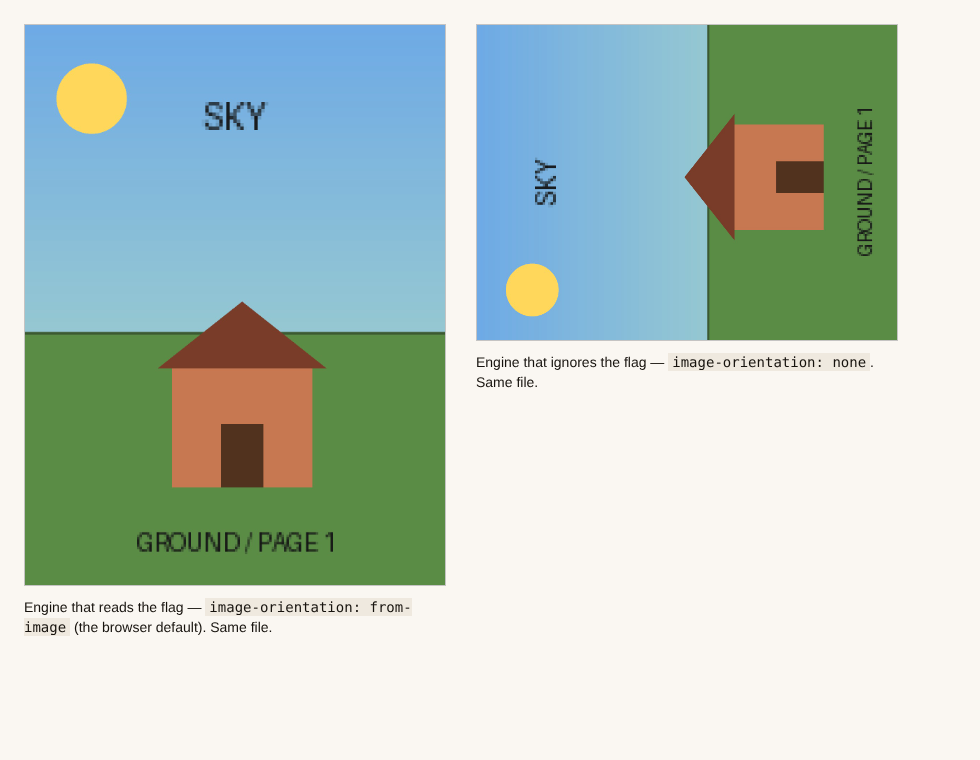 SKY
GROUND / PAGE 1
Engine that reads the flag — image-orientation: from-
image (the browser default). Same file.
SKY
GROUND / PAGE 1
Engine that ignores the flag — image-orientation: none.
Same file.